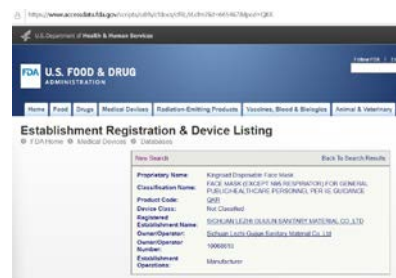 U.S. Department of Health & Human Services
FDA U.S. FOOD & DRUG
ADMINISTRATION
Home Food Drugs Medical Devices Radiation-Emitting Products Vaccines, Blood & Biologics Animal & Veterinary
Establishment Registration & Device Listing
FDA Home Medical Devices Databases
New Search Back To Search Results
Proprietary Name: Disposable Face Mask
Classification Name: FACE MASK (EXCEPT N95 RESPIRATOR) FOR GENERAL
PUBLIC/HEALTHCARE PERSONNEL PER IE GUIDANCE
Product Code: QKR
Device Class: Not Classified
Registered
Establishment Name: SICHUAN LEZHI GUIJUN SANITARY MATERIAL CO.,LTD
Owner/Operator: Sichuan Lezhi Guijun Sanitary Material Co. Ltd
Owner/Operator
Number:
Establishment
Operations: Manufacturer